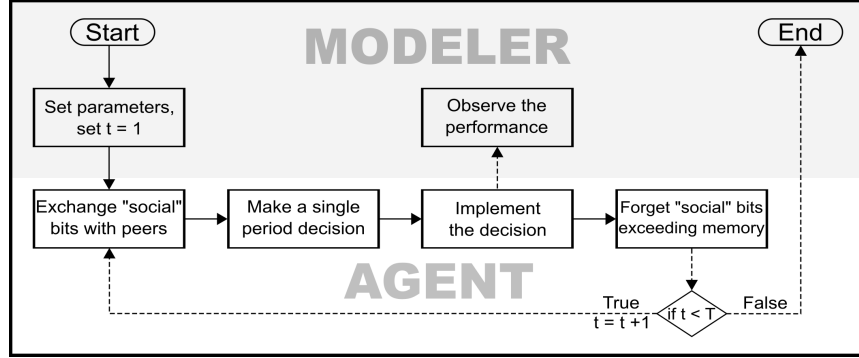 Start
MODELER
End
Set parameters,
set t = 1
Observe the
performance
Exchange "social"
bits with peers
Make a single
period decision
Implement
the decision
Forget "social" bits
exceeding memory
AGENT
True
t = t +1
if t < T
False